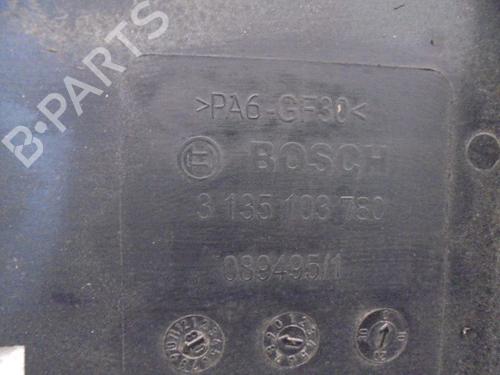 B-PARTS
>PA6-GF30<
BOSCH
3 135 103 780
089495/1